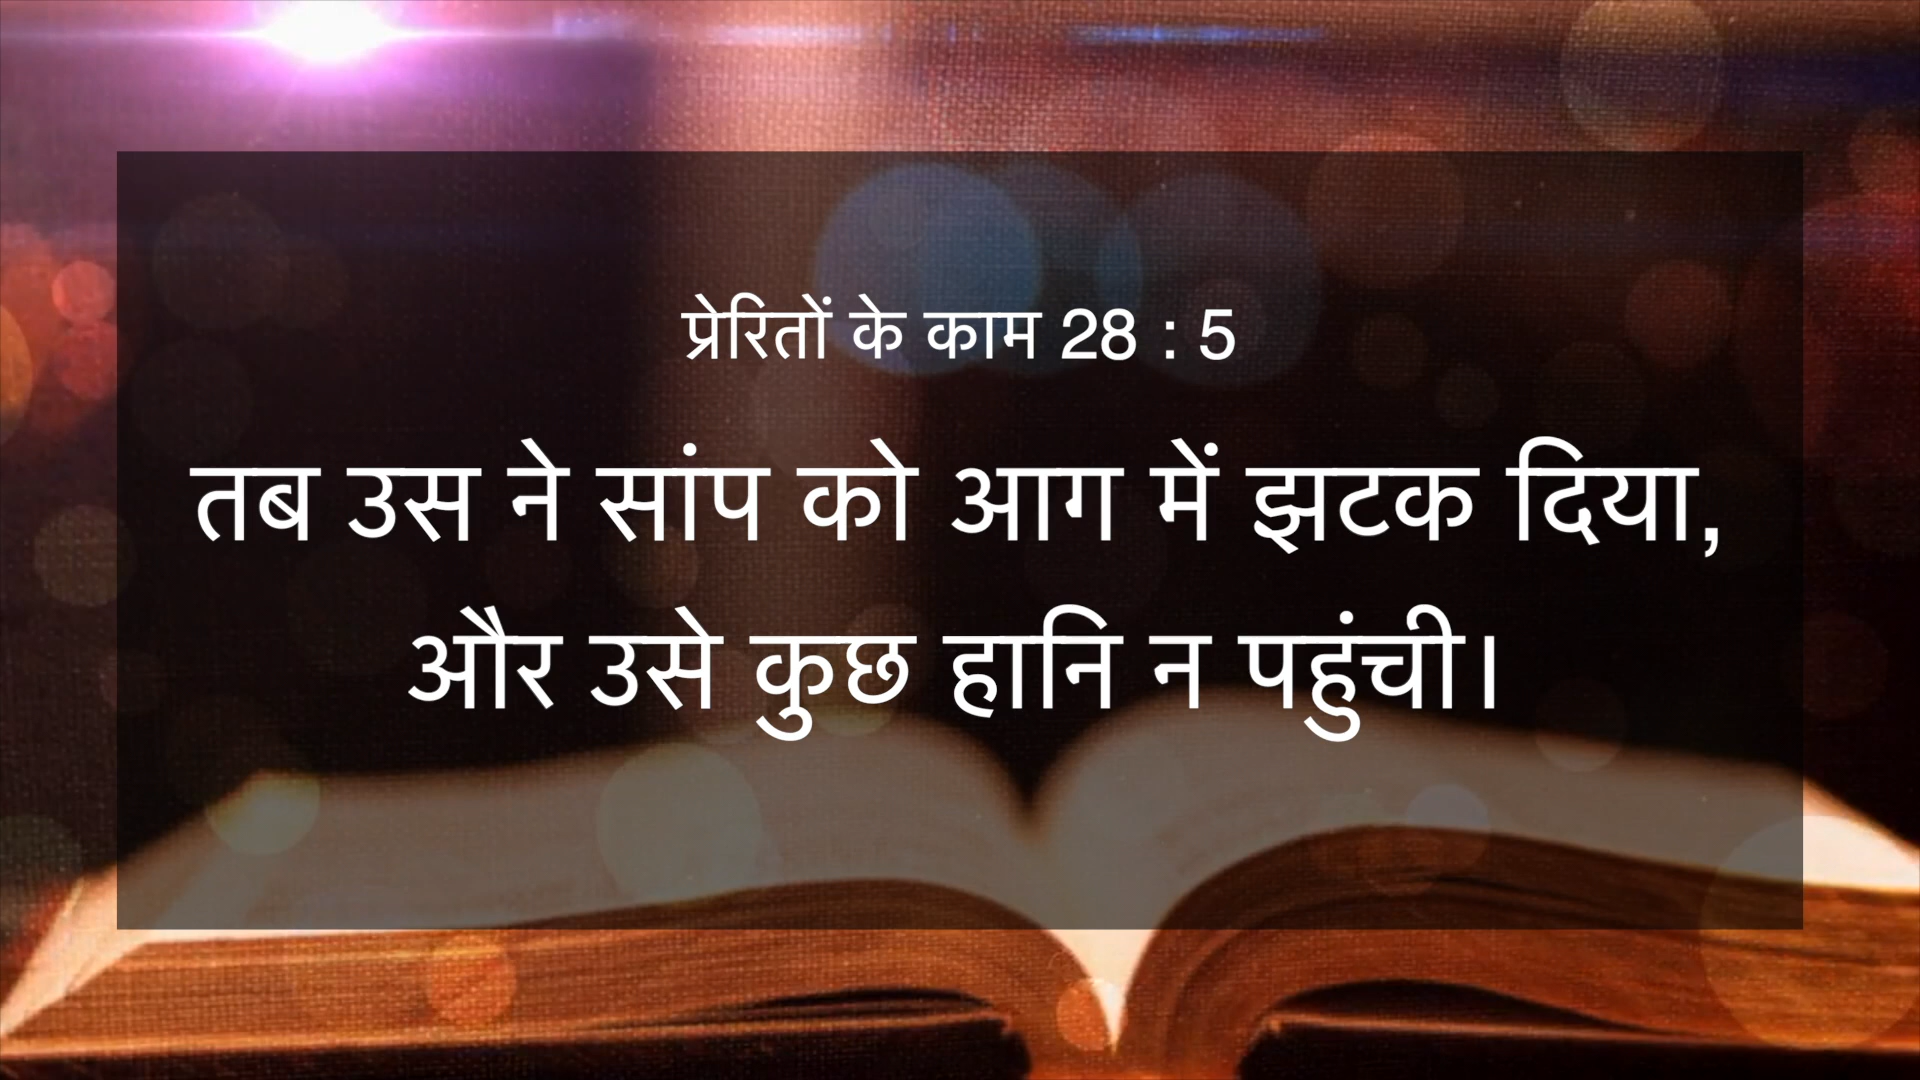 प्रेरितों के काम 28 : 5
तब उस ने सांप को आग में झटक दिया,
और उसे कुछ हानि न पहुंची।